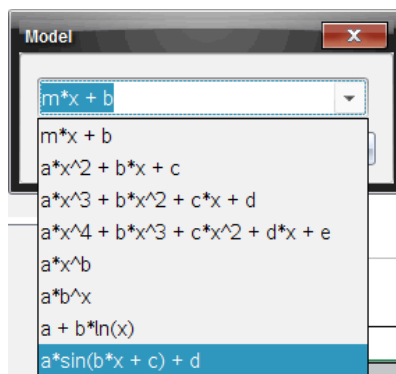 Model
m*x + b
m*x + b
a*x^2 + b*x + c
a*x^3 + b*x^2 + c*x + d
a*x^4 + b*x^3 + c*x^2 + d*x + e
a*x^b
a*b^x
a + b*ln(x)
a*sin(b*x + c) + d